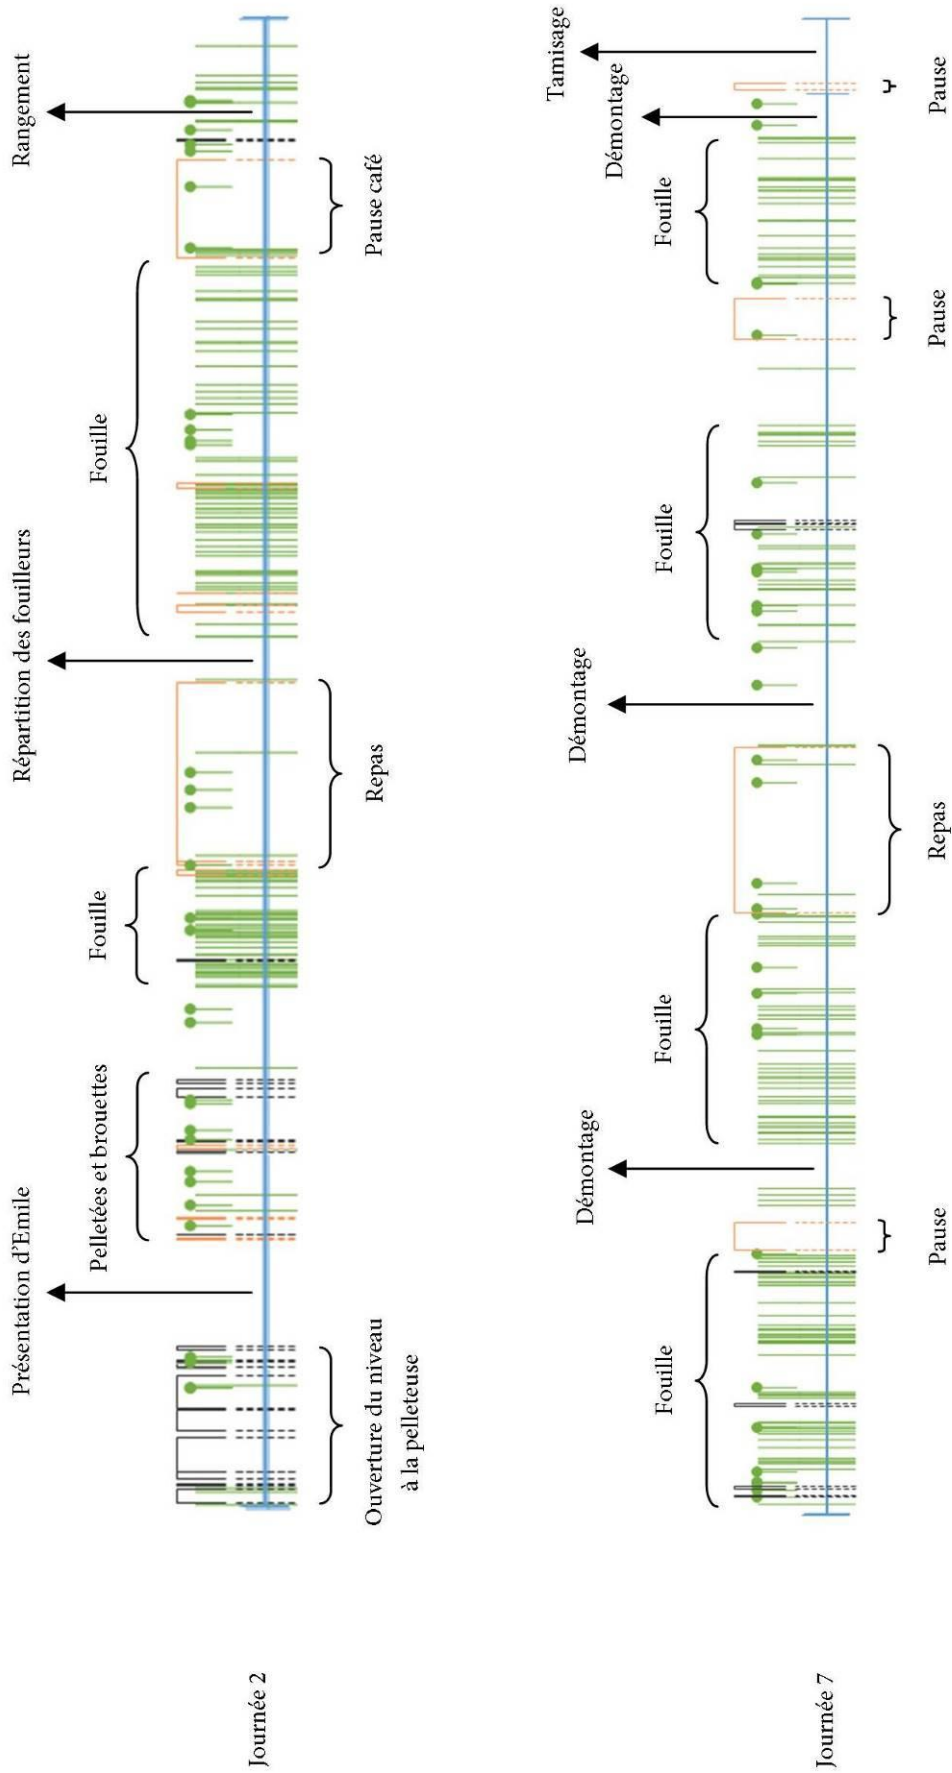 Journée 2
Présentation d'Emile
Répartition des fouilleurs
Rangement
Pelletées et brouettes
Fouille
Fouille
Ouverture du niveau
à la pelleteuse
Repas
Pause café
Journée 7
Démontage
Démontage
Démontage
Tamisage
Fouille
Fouille
Fouille
Fouille
Pause
Repas
Pause
Pause